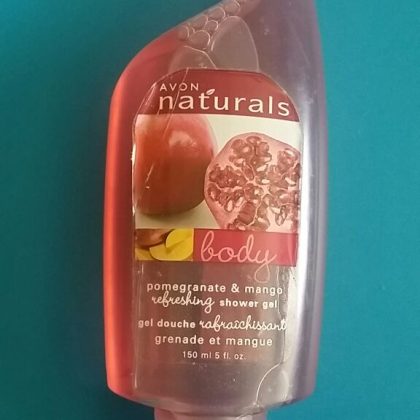 AVON
naturals
body
pomegranate & mango
refreshing shower gel
gel douche rafraîchissant
grenade et mangue
150 ml 5 fl. oz.